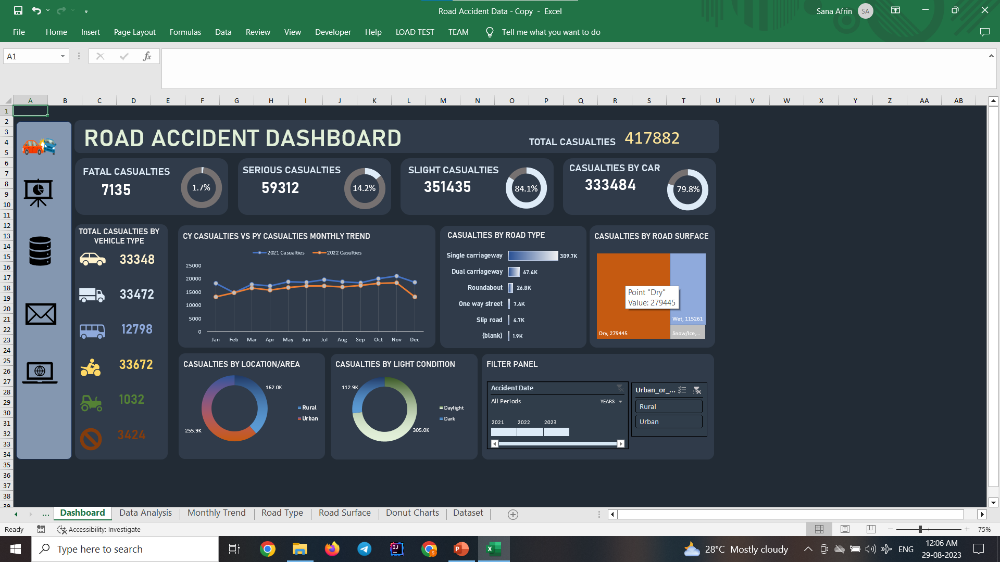 Road Accident Data - Copy - Excel
Sana Afrin SA
File Home Insert Page Layout Formulas Data Review View Developer Help LOAD TEST TEAM Tell me what you want to do
A1 fx
A B C D E F G H I J K L M N O P Q R S T U V W X Y Z AA AB
1
2
3
4
5
6
7
8
9
10
11
12
13
14
15
16
17
18
19
20
21
22
23
24
25
26
27
28
29
30
31
32
33
34
35
36
37
38
39
ROAD ACCIDENT DASHBOARD
TOTAL CASUALTIES 417882
FATAL CASUALTIES
7135
1.7%
SERIOUS CASUALTIES
59312
14.2%
SLIGHT CASUALTIES
351435
84.1%
CASUALTIES BY CAR
333484
79.8%
TOTAL CASUALTIES BY
VEHICLE TYPE
33348
33472
12798
33672
1032
3424
CY CASUALTIES VS PY CASUALTIES MONTHLY TREND
2021 Casualties 2022 Casulties
25000
20000
15000
10000
5000
0
Jan Feb Mar Apr May Jun Jul Aug Sep Oct Nov Dec
CASUALTIES BY ROAD TYPE
Single carriageway 309.7K
Dual carriageway 67.4K
Roundabout 26.8K
One way street 7.4K
Slip road 4.7K
(blank) 1.9K
CASUALTIES BY ROAD SURFACE
Point "Dry"
Value: 279445
Wet, 115261
Dry, 279445
Snow/Ice,...
CASUALTIES BY LOCATION/AREA
162.0K
Rural
Urban
255.9K
CASUALTIES BY LIGHT CONDITION
112.9K
Daylight
Dark
305.0K
FILTER PANEL
Accident Date
All Periods YEARS
2021 2022 2023
Urban_or_...
Rural
Urban
... Dashboard Data Analysis Monthly Trend Road Type Road Surface Donut Charts Dataset
Ready Accessibility: Investigate 75%
Type here to search
28°C Mostly cloudy
ENG
12:06 AM
29-08-2023